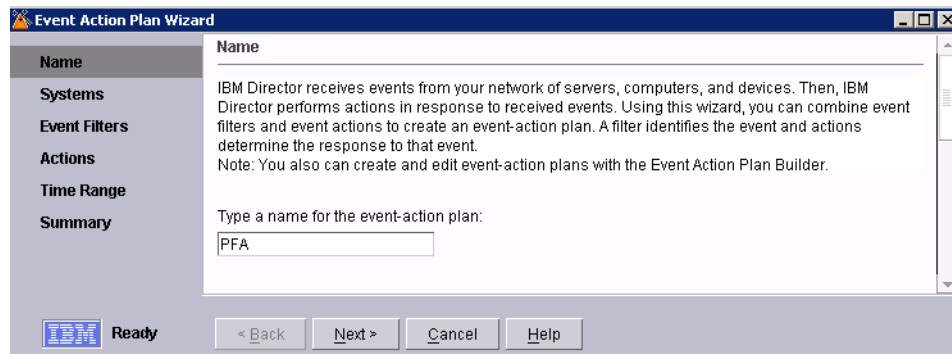 Event Action Plan Wizard
Name
Systems
Event Filters
Actions
Time Range
Summary
Name
IBM Director receives events from your network of servers, computers, and devices. Then, IBM
Director performs actions in response to received events. Using this wizard, you can combine event
filters and event actions to create an event-action plan. A filter identifies the event and actions
determine the response to that event.
Note: You also can create and edit event-action plans with the Event Action Plan Builder.
Type a name for the event-action plan:
PFA
IBM Ready
< Back Next > Cancel Help